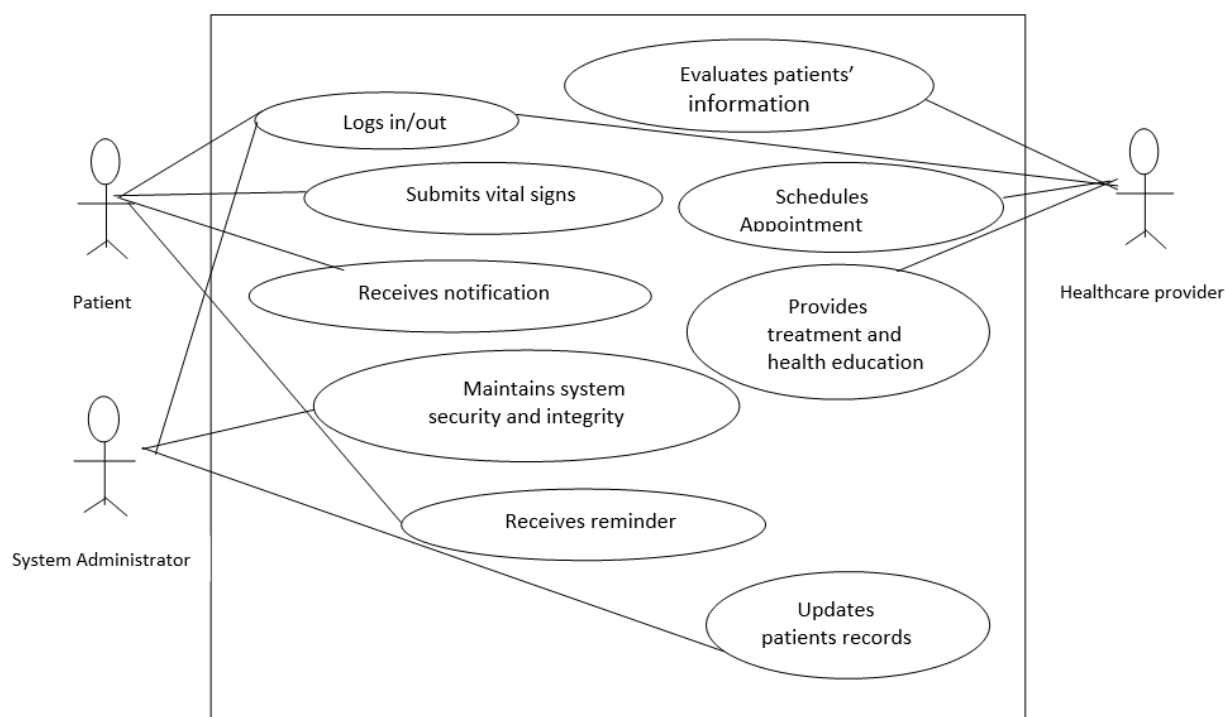 Evaluates patients’
information
Logs in/out
Submits vital signs
Schedules
Appointment
Patient
Receives notification
Healthcare provider
Provides
treatment and
health education
Maintains system
security and integrity
Receives reminder
System Administrator
Updates
patients records